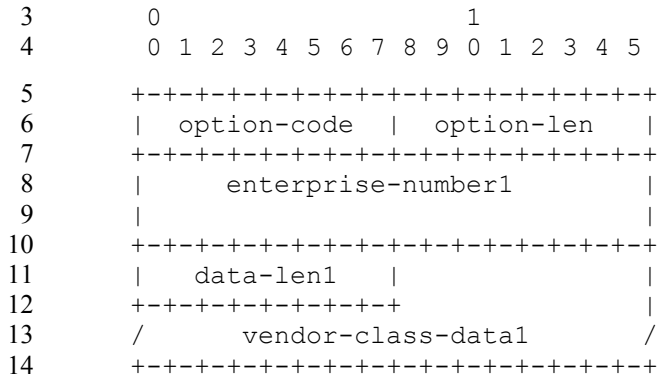 3                    0                   1
4                    0 1 2 3 4 5 6 7 8 9 0 1 2 3 4 5
5                   +-+-+-+-+-+-+-+-+-+-+-+-+-+-+-+-+
6                   |  option-code  |  option-len   |
7                   +-+-+-+-+-+-+-+-+-+-+-+-+-+-+-+-+
8                   |     enterprise-number1        |
9                   |                               |
10                  +-+-+-+-+-+-+-+-+-+-+-+-+-+-+-+-+
11                  |   data-len1   |               |
12                  +-+-+-+-+-+-+-+-+               |
13                  /      vendor-class-data1       /
14                  +-+-+-+-+-+-+-+-+-+-+-+-+-+-+-+-+